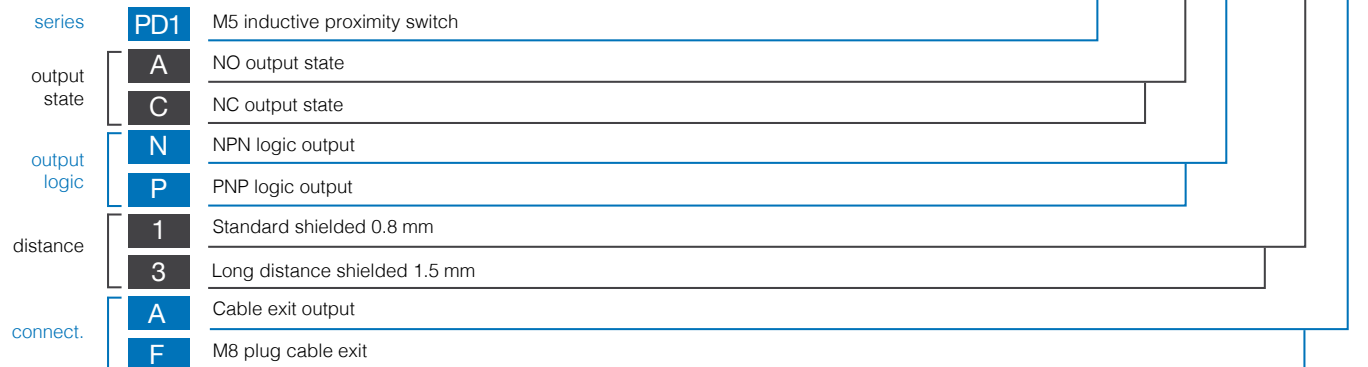 series PD1 M5 inductive proximity switch
output state
A NO output state
C NC output state
output logic
N NPN logic output
P PNP logic output
distance
1 Standard shielded 0.8 mm
3 Long distance shielded 1.5 mm
connect.
A Cable exit output
F M8 plug cable exit